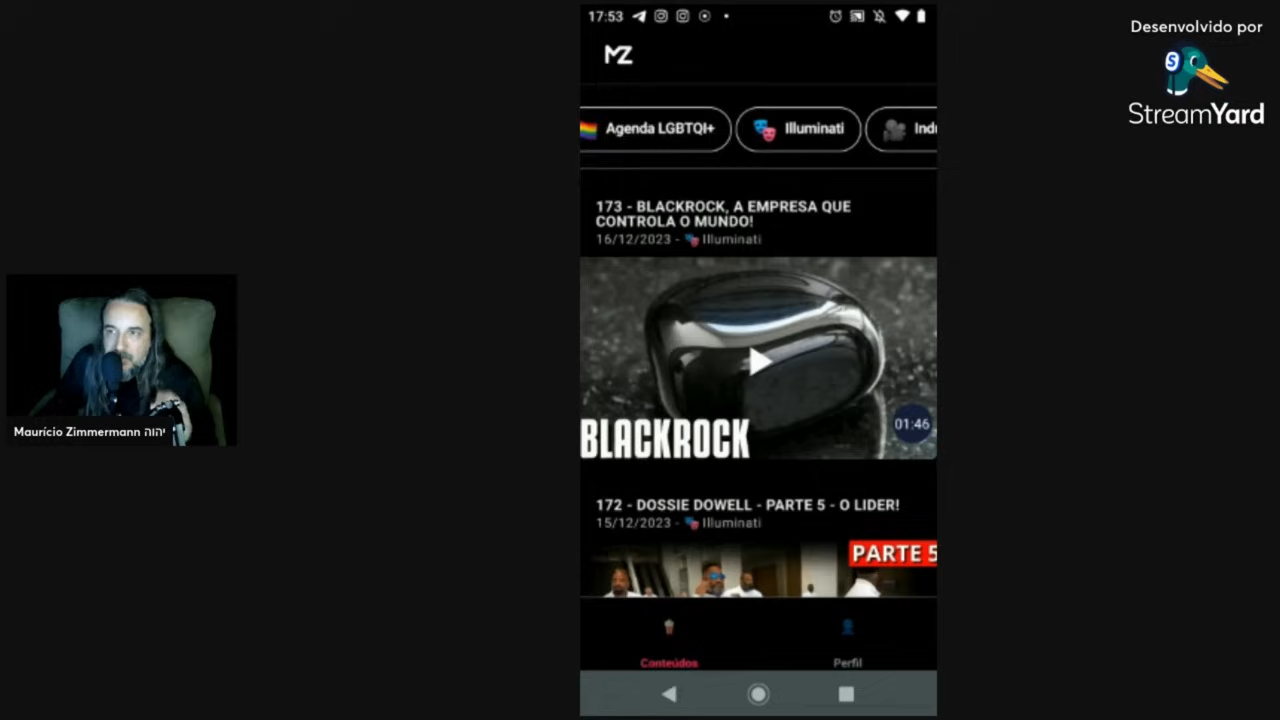 17:53
MZ
Agenda LGBTQI+
Illuminati
Indu
173 - BLACKROCK, A EMPRESA QUE
CONTROLA O MUNDO!
16/12/2023 - Illuminati
BLACKROCK
01:46
172 - DOSSIE DOWELL - PARTE 5 - O LIDER!
15/12/2023 - Illuminati
PARTE 5
Conteúdos
Perfil
Maurício Zimmermann יהוה
Desenvolvido por
S
StreamYard